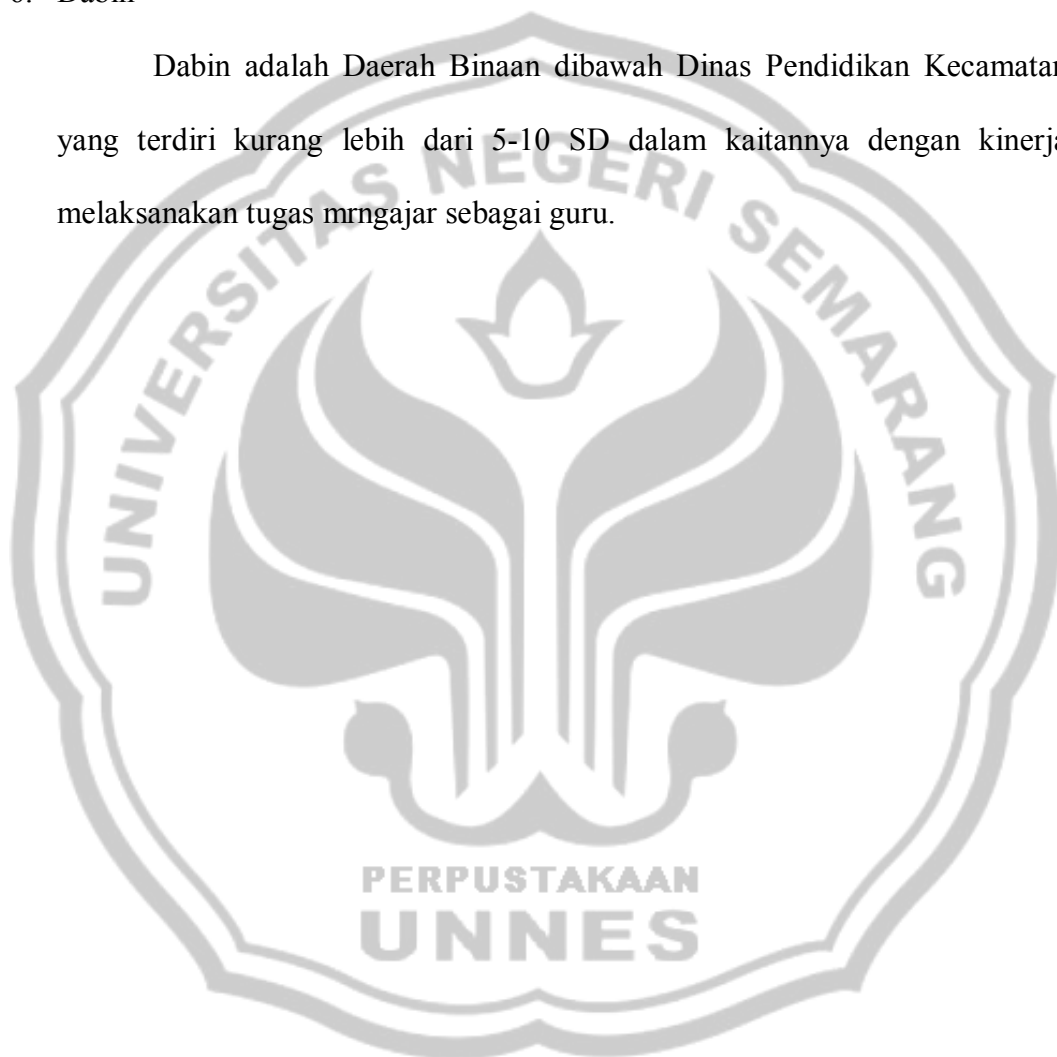 Dabin
Dabin adalah Daerah Binaan dibawah Dinas Pendidikan Kecamatan
yang terdiri kurang lebih dari 5-10 SD dalam kaitannya dengan kinerja
melaksanakan tugas mrngajar sebagai guru.
UNIVERSITAS NEGERI SEMARANG
PERPUSTAKAAN
UNNES